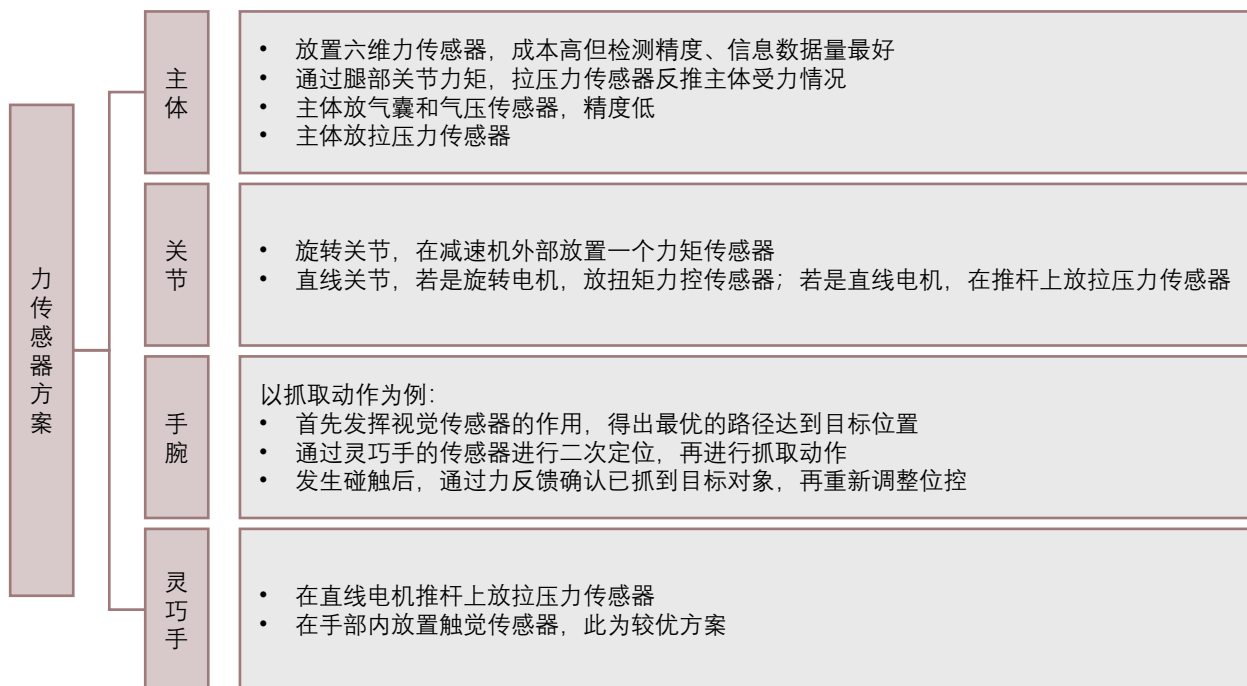 力传感器方案
主体
• 放置六维力传感器，成本高但检测精度、信息数据量最好
• 通过腿部关节力矩，拉压力传感器反推主体受力情况
• 主体放气囊和气压传感器，精度低
• 主体放拉压力传感器
关节
• 旋转关节，在减速机外部放置一个力矩传感器
• 直线关节，若是旋转电机，放扭矩力控传感器；若是直线电机，在推杆上放拉压力传感器
手腕
以抓取动作为例：
• 首先发挥视觉传感器的作用，得出最优的路径达到目标位置
• 通过灵巧手的传感器进行二次定位，再进行抓取动作
• 发生碰触后，通过力反馈确认已抓到目标对象，再重新调整位控
灵巧手
• 在直线电机推杆上放拉压力传感器
• 在手部内放置触觉传感器，此为较优方案